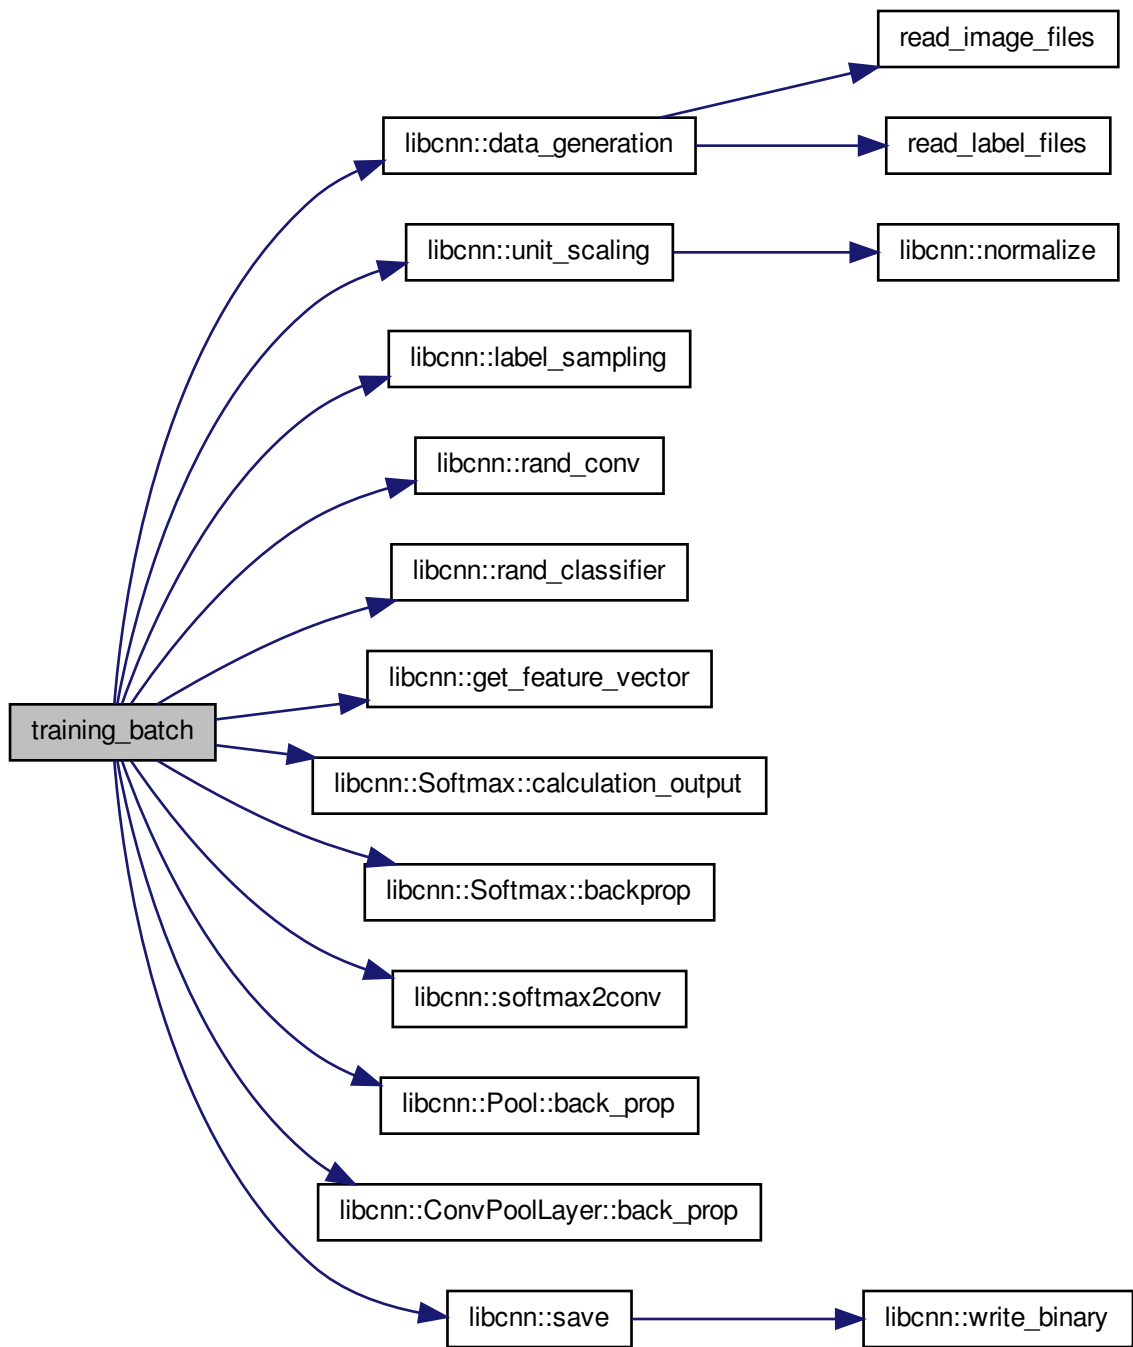 read_image_files
libcnn::data_generation
read_label_files
libcnn::unit_scaling
libcnn::normalize
libcnn::label_sampling
libcnn::rand_conv
libcnn::rand_classifier
libcnn::get_feature_vector
training_batch
libcnn::Softmax::calculation_output
libcnn::Softmax::backprop
libcnn::softmax2conv
libcnn::Pool::back_prop
libcnn::ConvPoolLayer::back_prop
libcnn::save
libcnn::write_binary